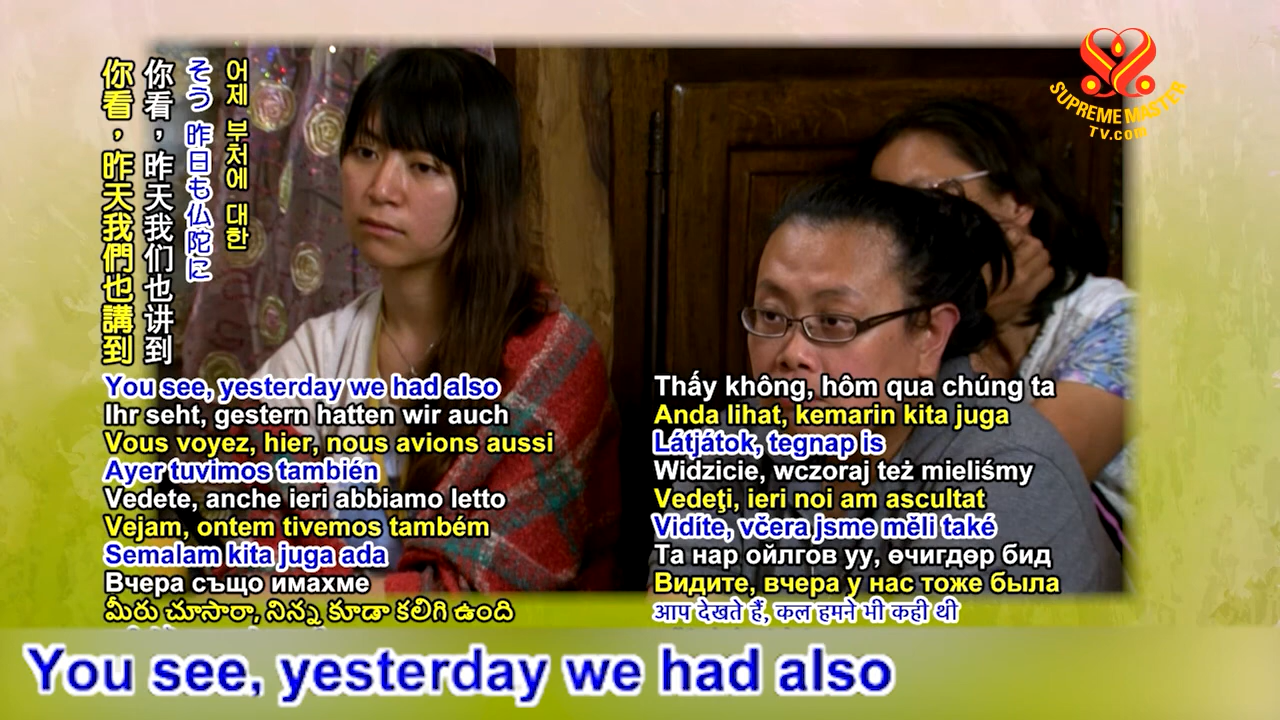 你看，昨天我們也講到
你看，昨天我们也讲到
そう 昨日も仏陀に
어제 부처에 대한
SUPREME MASTER
TV.com
You see, yesterday we had also
Ihr seht, gestern hatten wir auch
Vous voyez, hier, nous avions aussi
Ayer tuvimos también
Vedete, anche ieri abbiamo letto
Vejam, ontem tivemos também
Semalam kita juga ada
Вчера също имахме
మీరు చూసారా, నిన్న కూడా కలిగి ఉంది
Thấy không, hôm qua chúng ta
Anda lihat, kemarin kita juga
Látjátok, tegnap is
Widzicie, wczoraj też mieliśmy
Vedeţi, ieri noi am ascultat
Vidíte, včera jsme měli také
Та нар ойлгов уу, өчигдөр бид
Видите, вчера у нас тоже была
आप देखते हैं, कल हमने भी कही थी
You see, yesterday we had also